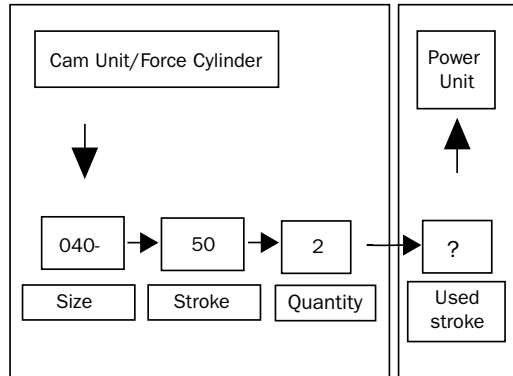 Cam Unit/Force Cylinder
Power
Unit
040-
50
2
?
Size
Stroke
Quantity
Used
stroke